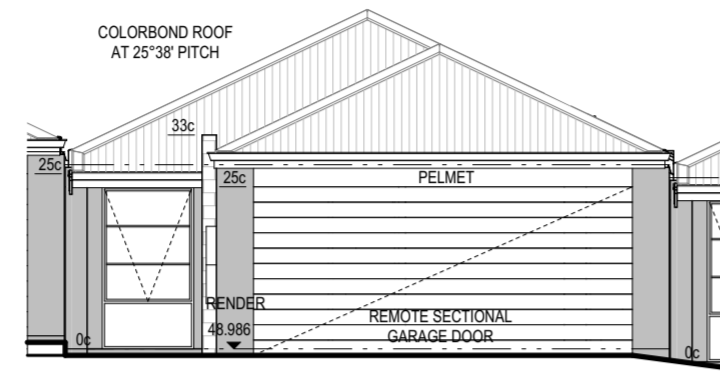 COLORBOND ROOF
AT 25°38' PITCH
33c
25c
25c
PELMET
RENDER
48.986
REMOTE SECTIONAL
GARAGE DOOR
0c
0c